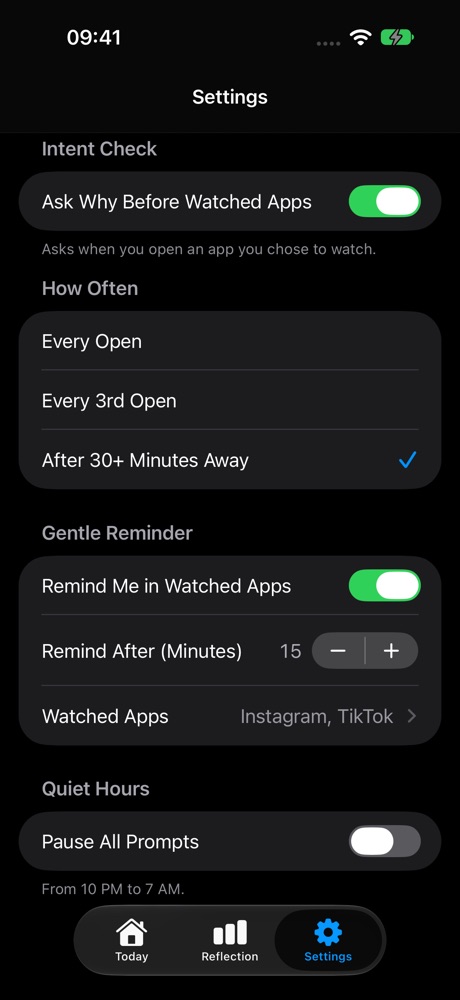 09:41
Settings
Intent Check
Ask Why Before Watched Apps
Asks when you open an app you chose to watch.
How Often
Every Open
Every 3rd Open
After 30+ Minutes Away
Gentle Reminder
Remind Me in Watched Apps
Remind After (Minutes) 15
Watched Apps Instagram, TikTok
Quiet Hours
Pause All Prompts
From 10 PM to 7 AM.
Today Reflection Settings